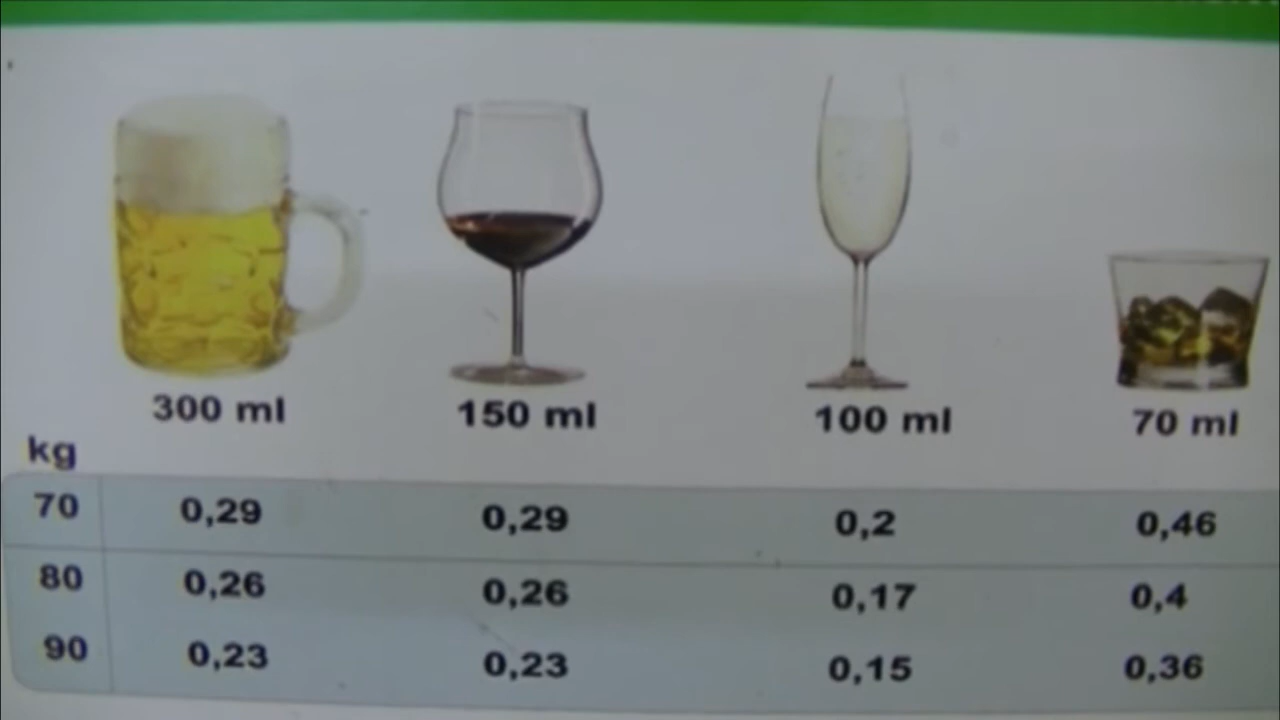 300 ml 150 ml 100 ml 70 ml
kg
70 0,29 0,29 0,2 0,46
80 0,26 0,26 0,17 0,4
90 0,23 0,23 0,15 0,36